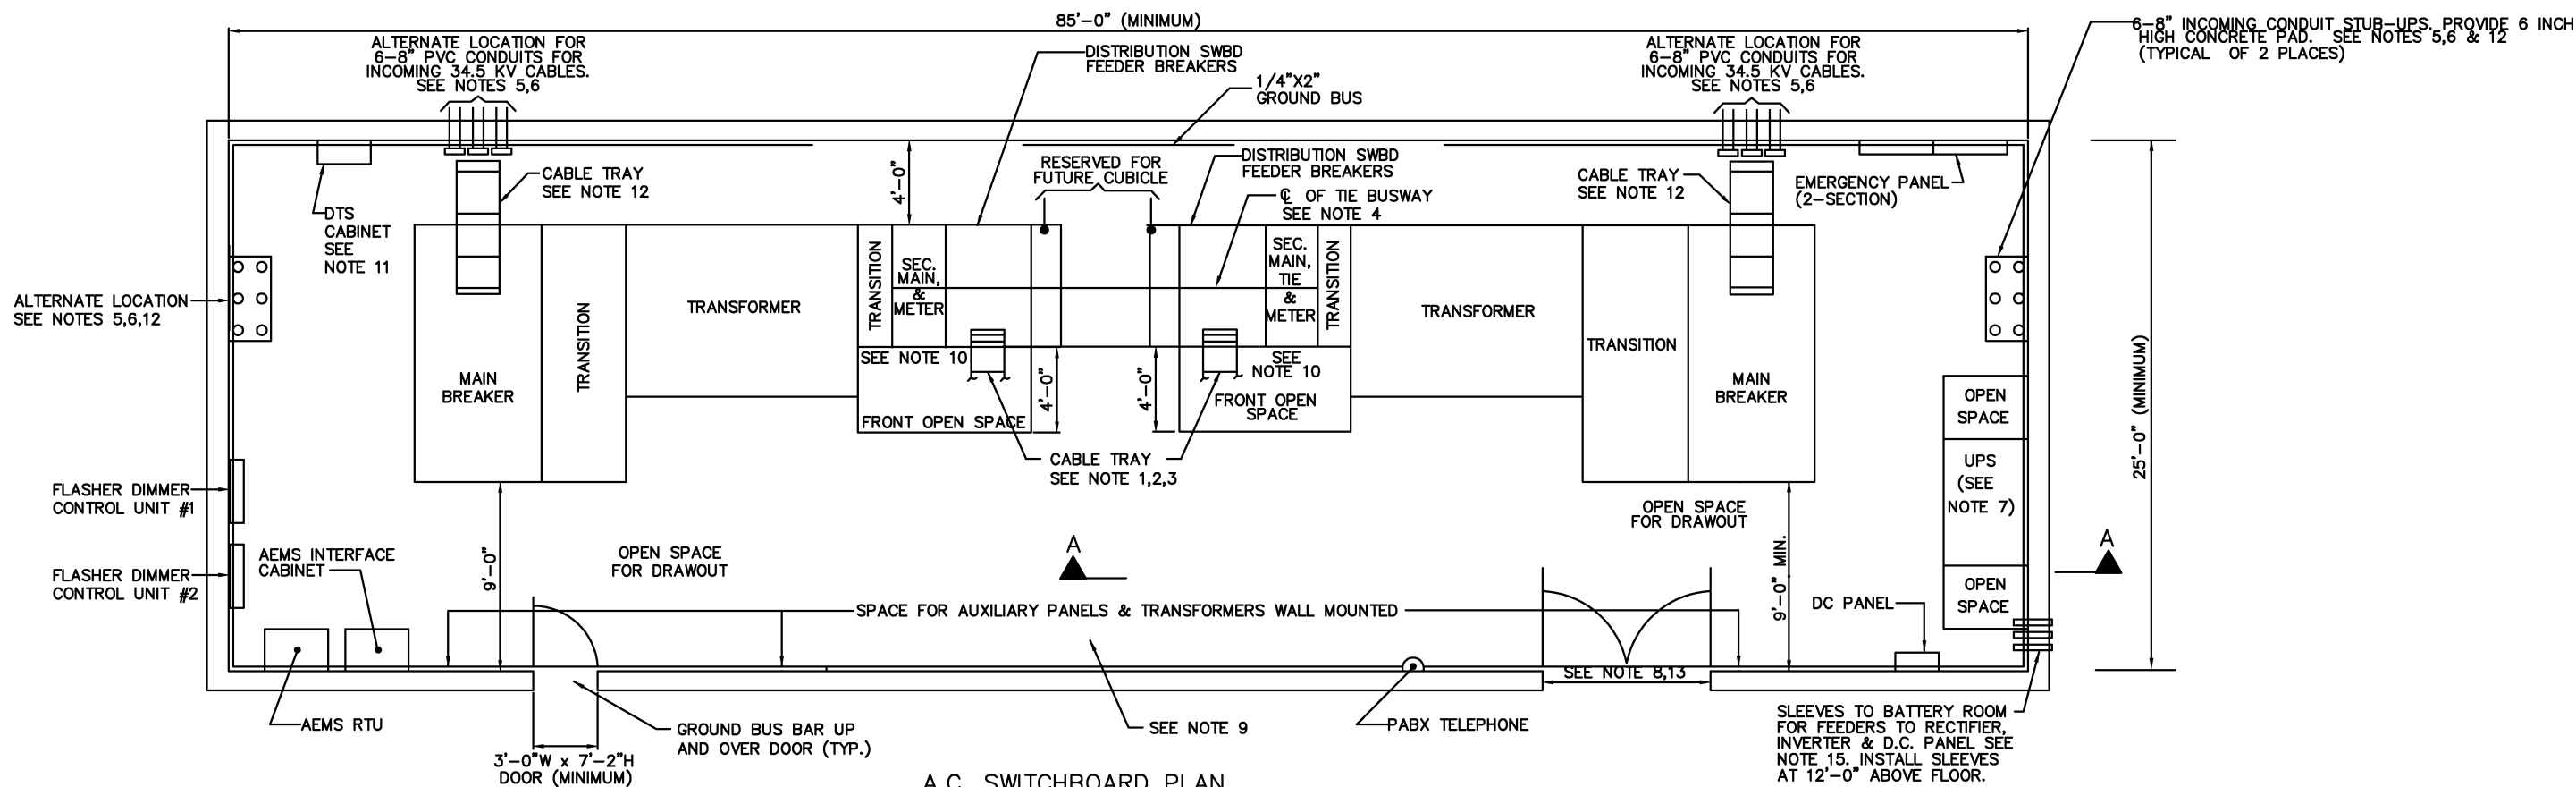 85'-0" (MINIMUM)
6-8" INCOMING CONDUIT STUB-UPS. PROVIDE 6 INCH
HIGH CONCRETE PAD. SEE NOTES 5,6 & 12
(TYPICAL OF 2 PLACES)
ALTERNATE LOCATION FOR
6-8" PVC CONDUITS FOR
INCOMING 34.5 KV CABLES.
SEE NOTES 5,6
DISTRIBUTION SWBD
FEEDER BREAKERS
1/4"X2"
GROUND BUS
ALTERNATE LOCATION FOR
6-8" PVC CONDUITS FOR
INCOMING 34.5 KV CABLES.
SEE NOTES 5,6
CABLE TRAY
SEE NOTE 12
4'-0"
RESERVED FOR
FUTURE CUBICLE
DISTRIBUTION SWBD
FEEDER BREAKERS
℄ OF TIE BUSWAY
SEE NOTE 4
CABLE TRAY
SEE NOTE 12
EMERGENCY PANEL
(2-SECTION)
DTS
CABINET
SEE
NOTE 11
ALTERNATE LOCATION
SEE NOTES 5,6,12
MAIN
BREAKER
TRANSITION
TRANSFORMER
TRANSITION
SEC.
MAIN,
&
METER
SEE NOTE 10
FRONT OPEN SPACE
4'-0"
4'-0"
SEC.
MAIN,
TIE
&
METER
TRANSITION
SEE
NOTE 10
FRONT OPEN
SPACE
TRANSFORMER
TRANSITION
MAIN
BREAKER
OPEN
SPACE
UPS
(SEE
NOTE 7)
OPEN
SPACE
25'-0" (MINIMUM)
CABLE TRAY
SEE NOTE 1,2,3
FLASHER DIMMER
CONTROL UNIT #1
FLASHER DIMMER
CONTROL UNIT #2
AEMS INTERFACE
CABINET
9'-0"
OPEN SPACE
FOR DRAWOUT
A
OPEN SPACE
FOR DRAWOUT
9'-0" MIN.
A
SPACE FOR AUXILIARY PANELS & TRANSFORMERS WALL MOUNTED
DC PANEL
SEE NOTE 8,13
AEMS RTU
3'-0"W x 7'-2"H
DOOR (MINIMUM)
GROUND BUS BAR UP
AND OVER DOOR (TYP.)
SEE NOTE 9
PABX TELEPHONE
SLEEVES TO BATTERY ROOM
FOR FEEDERS TO RECTIFIER,
INVERTER & D.C. PANEL SEE
NOTE 15. INSTALL SLEEVES
AT 12'-0" ABOVE FLOOR.
A.C. SWITCHBOARD PLAN